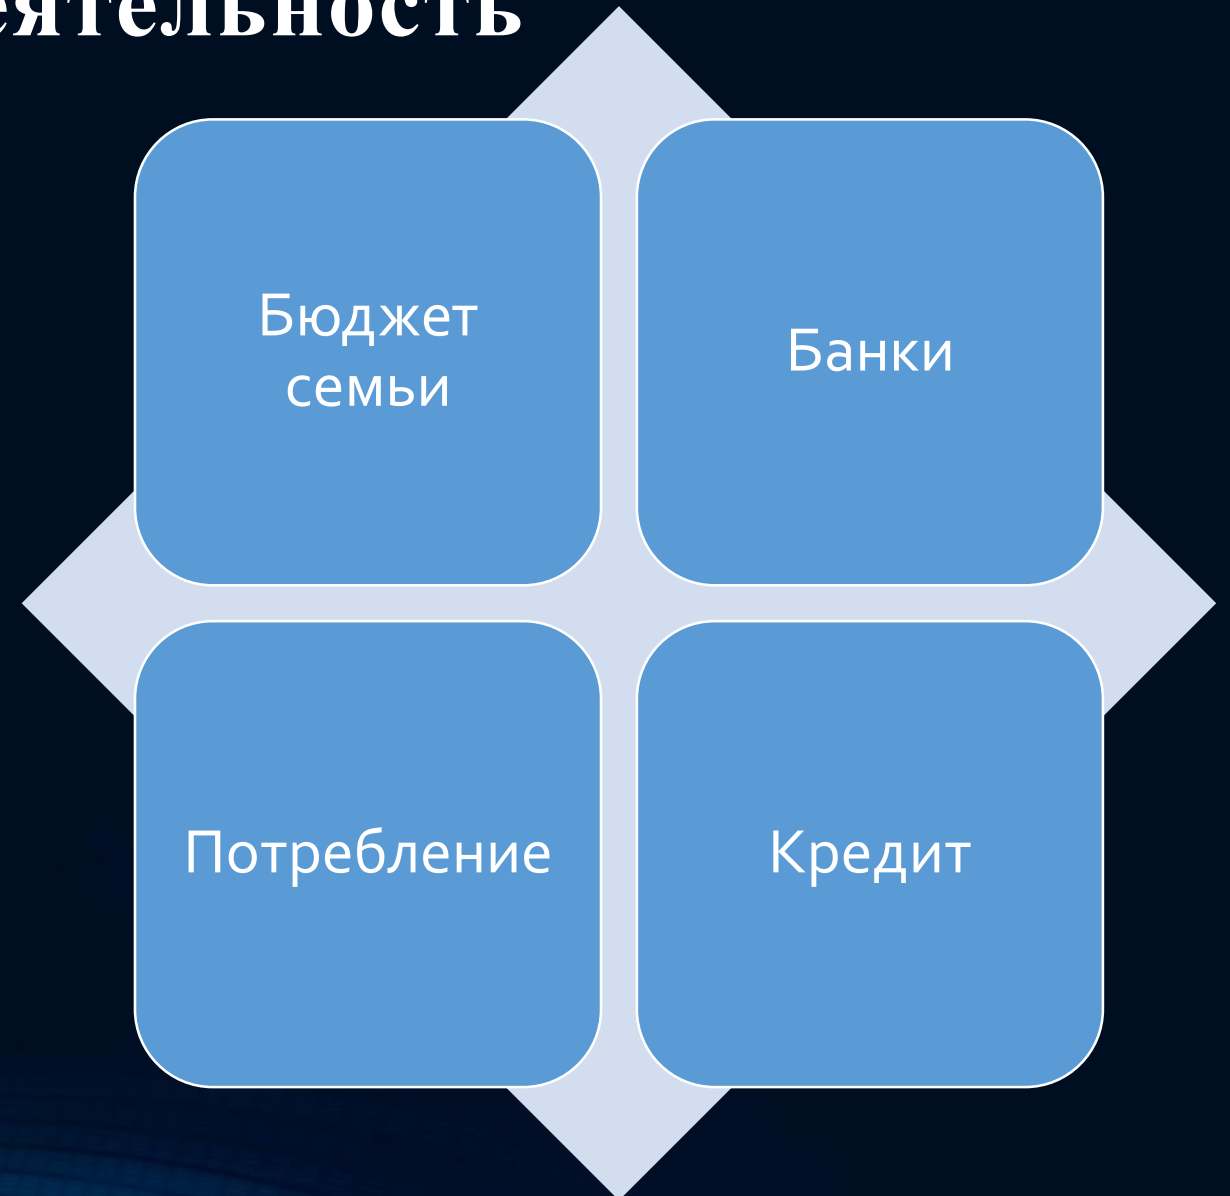 еятельность
Бюджет
семьи
Банки
Потребление
Кредит